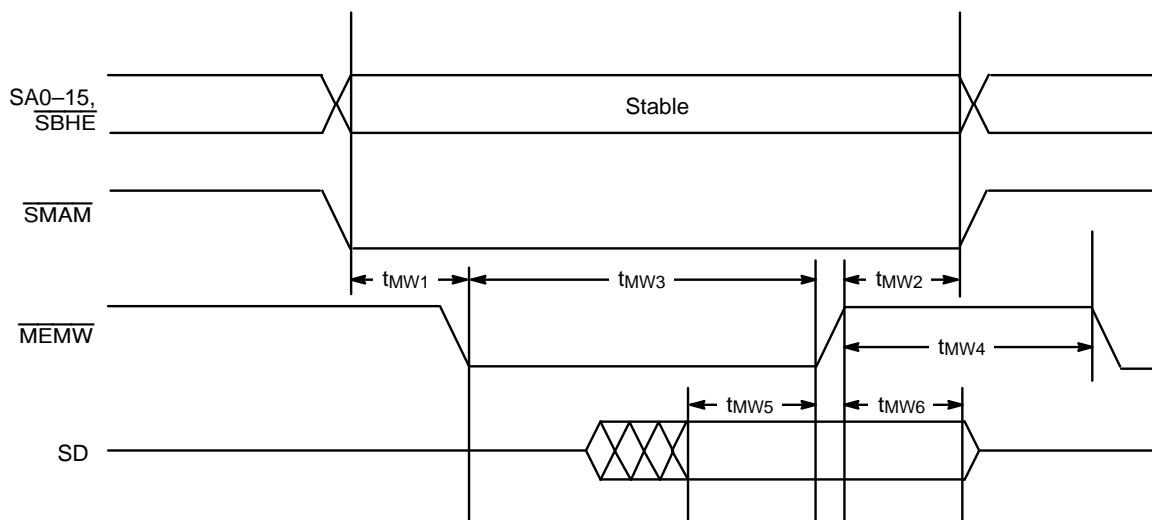 SA0–15,
SBHE
Stable
SMAM
tMW1
tMW3
tMW2
MEMW
tMW4
tMW5
tMW6
SD